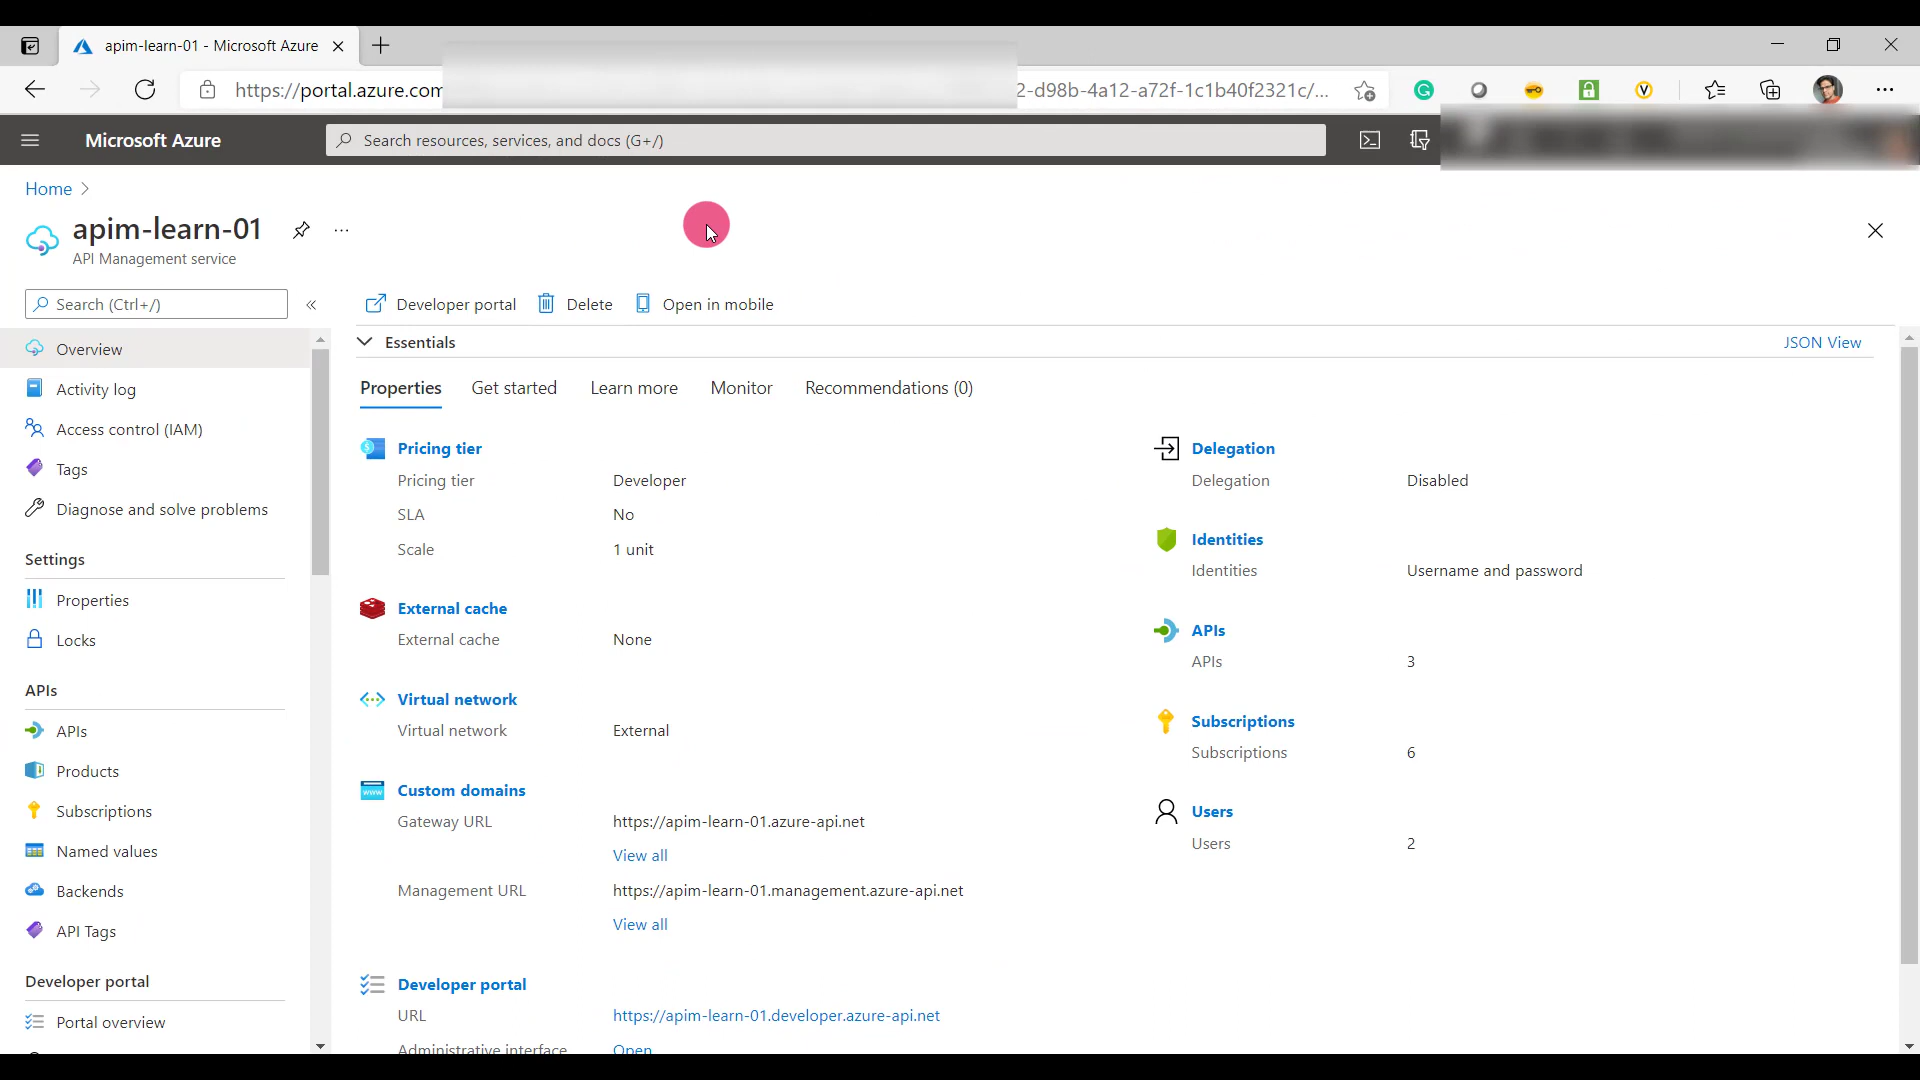 apim-learn-01 - Microsoft Azure
https://portal.azure.com
2-d98b-4a12-a72f-1c1b40f2321c/...
Microsoft Azure
Search resources, services, and docs (G+/)
Home
apim-learn-01
API Management service
Search (Ctrl+/)
Overview
Activity log
Access control (IAM)
Tags
Diagnose and solve problems
Settings
Properties
Locks
APIs
APIs
Products
Subscriptions
Named values
Backends
API Tags
Developer portal
Portal overview
Developer portal Delete Open in mobile
Essentials
JSON View
Properties Get started Learn more Monitor Recommendations (0)
Pricing tier
Pricing tier Developer
SLA No
Scale 1 unit
External cache
External cache None
Virtual network
Virtual network External
Custom domains
Gateway URL https://apim-learn-01.azure-api.net
View all
Management URL https://apim-learn-01.management.azure-api.net
View all
Developer portal
URL https://apim-learn-01.developer.azure-api.net
Administrative interface Open
Delegation
Delegation Disabled
Identities
Identities Username and password
APIs
APIs 3
Subscriptions
Subscriptions 6
Users
Users 2